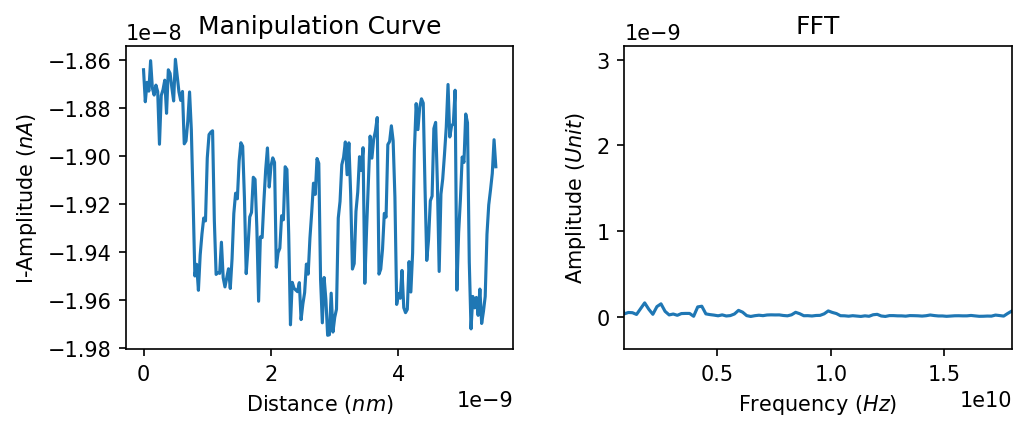 Manipulation Curve
1e−8
−1.86
−1.88
−1.90
−1.92
−1.94
−1.96
−1.98
I-Amplitude (nA)
0 2 4
1e−9
Distance (nm)
FFT
1e−9
3
2
1
0
Amplitude (Unit)
0.5 1.0 1.5
1e10
Frequency (Hz)